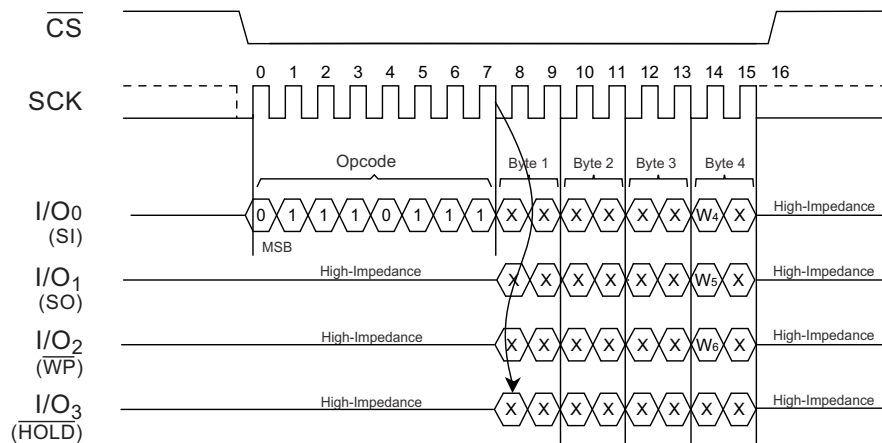 CS
0 1 2 3 4 5 6 7 8 9 10 11 12 13 14 15 16
SCK
Opcode Byte 1 Byte 2 Byte 3 Byte 4
I/O0 0 1 1 1 0 1 1 1 X X X X X X W4 X High-Impedance
(SI)
MSB
I/O1 High-Impedance X X X X X X W5 X High-Impedance
(SO)
I/O2 High-Impedance X X X X X X W6 X High-Impedance
(WP)
I/O3 High-Impedance X X X X X X X X High-Impedance
(HOLD)